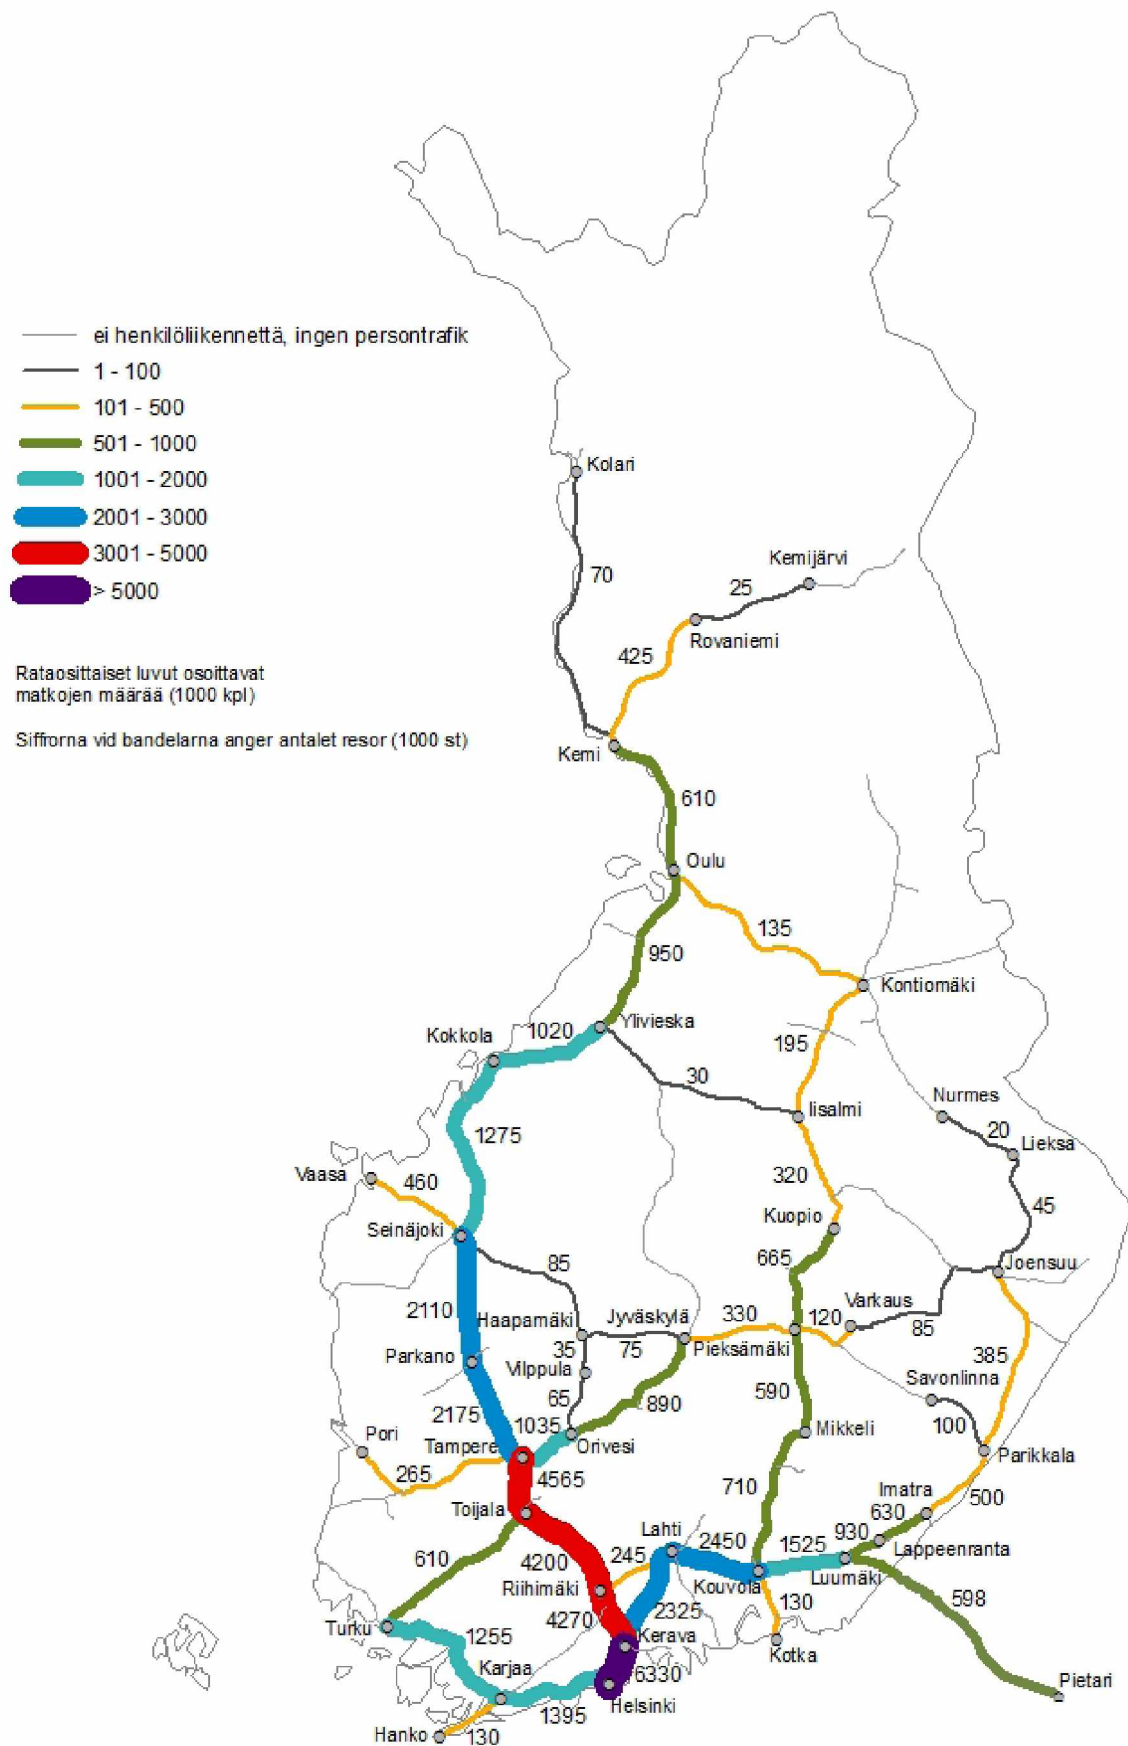 ei henkilöliikennettä, ingen persontrafik
1 - 100
101 - 500
501 - 1000
1001 - 2000
2001 - 3000
3001 - 5000
> 5000
Rataosittaiset luvut osoittavat
matkojen määrää (1000 kpl)
Siffrorna vid bandelarna anger antalet resor (1000 st)
Kolari
70
Kemijärvi
25
Rovaniemi
425
Kemi
610
Oulu
135
950
Kontiomäki
Ylivieska
1020
Kokkola
195
30
Nurmes
Iisalmi
20
Lieksa
1275
Vaasa
460
320
45
Kuopio
Seinäjoki
665
85
Joensuu
2110
Haapamäki
Jyväskylä
330
120
Varkaus
85
35
75
Pieksämäki
Parkano
Vilppula
385
Savonlinna
590
65
890
100
2175
1035
Mikkeli
Pori
Tampere
Orivesi
Parikkala
265
4565
710
Imatra
500
Toijala
630
Lahti
2450
1525
930
Lappeenranta
610
4200
245
Riihimäki
Kouvola
Luumäki
598
2325
130
4270
Turku
1255
Kerava
Kotka
Karjaa
6330
Pietari
Helsinki
1395
Hanko
130